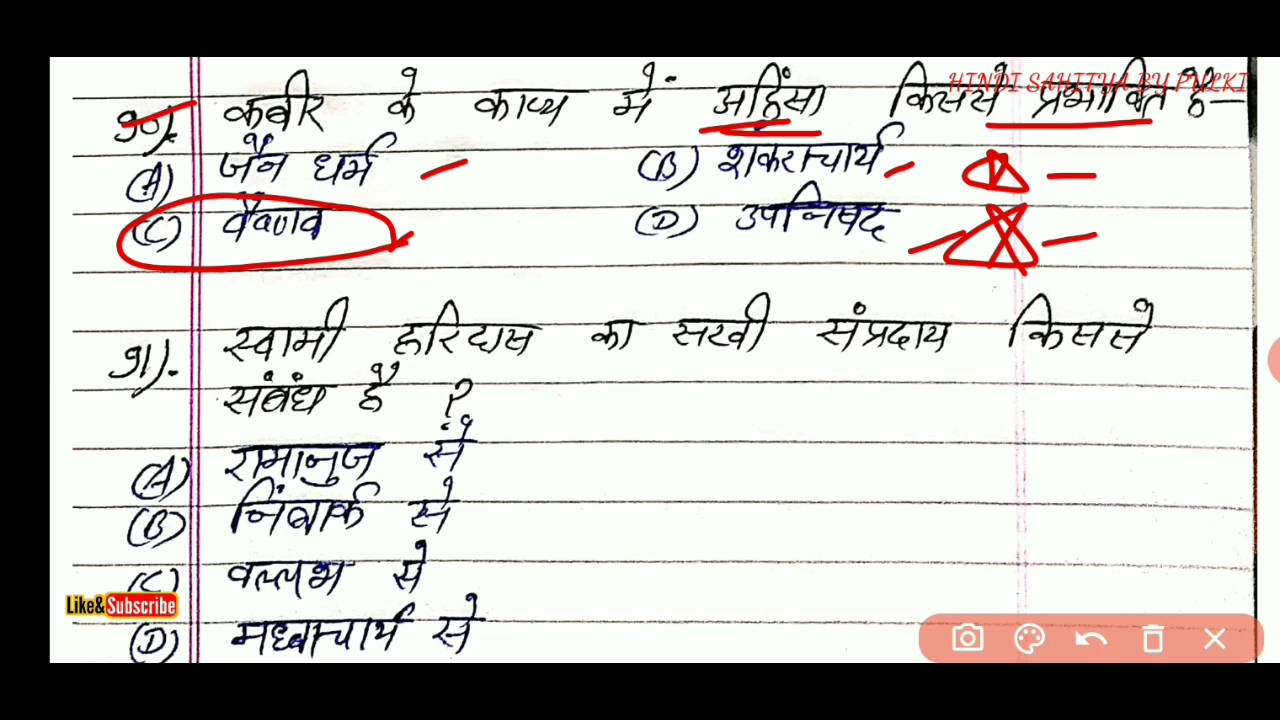 HINDI SAHITYA BY PULKI
90). कबीर के काव्य में अहिंसा किससे प्रभावित है-
(A) जैन धर्म (B) शंकराचार्य
(C) वैष्णव (D) उपनिषद
91). स्वामी हरिदास का सखी संप्रदाय किससे
संबंध है ?
(A) रामानुज से
(B) निंबार्क से
(C) वल्लभ से
Like&Subscribe
(D) मध्वाचार्य से